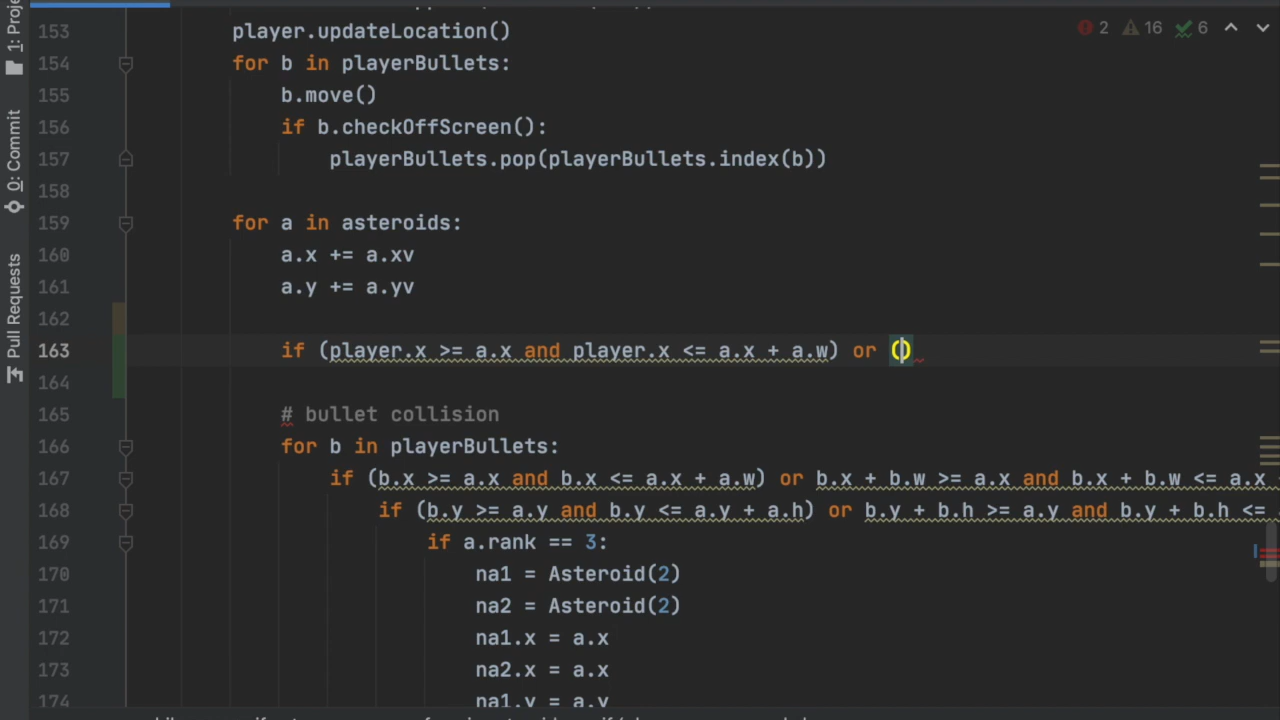 1: Proje
0: Commit
Pull Requests
2 16 6
153 player.updateLocation()
154 for b in playerBullets:
155 b.move()
156 if b.checkOffScreen():
157 playerBullets.pop(playerBullets.index(b))
158
159 for a in asteroids:
160 a.x += a.xv
161 a.y += a.yv
162
163 if (player.x >= a.x and player.x <= a.x + a.w) or ()
164
165 # bullet collision
166 for b in playerBullets:
167 if (b.x >= a.x and b.x <= a.x + a.w) or b.x + b.w >= a.x and b.x + b.w <= a.x
168 if (b.y >= a.y and b.y <= a.y + a.h) or b.y + b.h >= a.y and b.y + b.h <=
169 if a.rank == 3:
170 na1 = Asteroid(2)
171 na2 = Asteroid(2)
172 na1.x = a.x
173 na2.x = a.x
174 na1.y = a.y